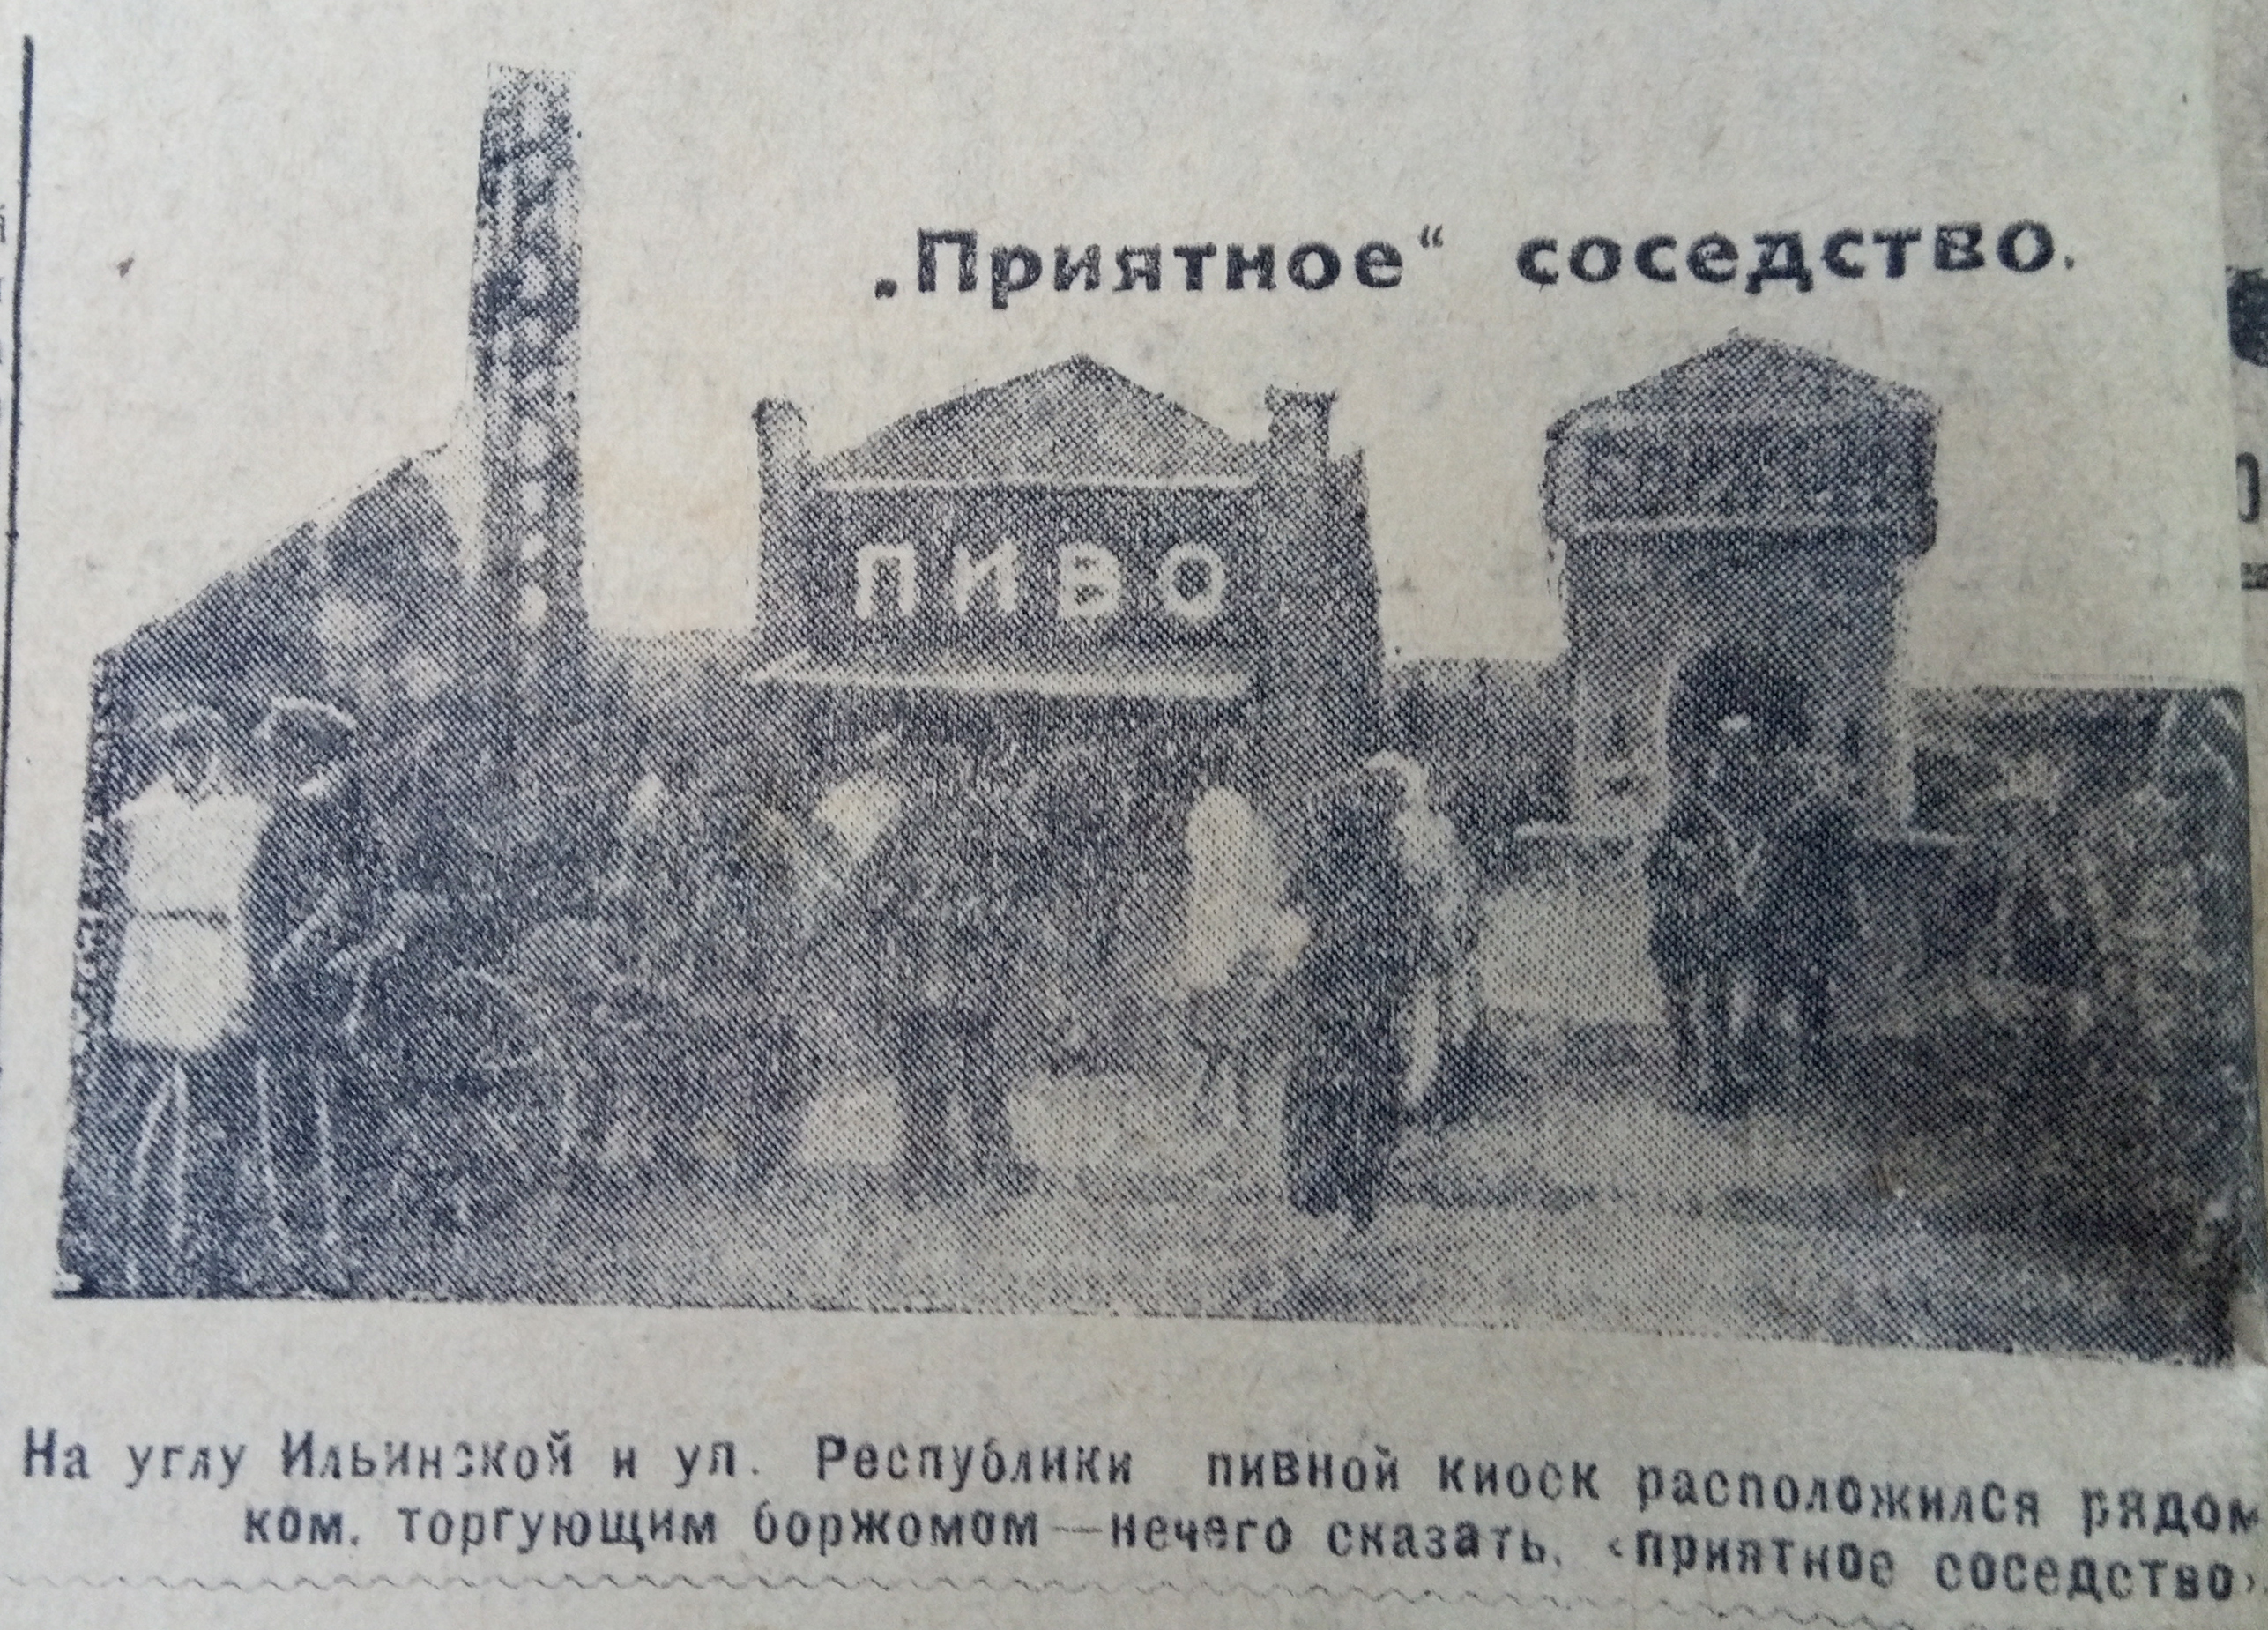 „Приятное“ соседство.
ПИВО
На углу Ильинской и ул. Республики пивной киоск расположился рядом
ком, торгующим боржомом—нечего сказать, «приятное соседство»